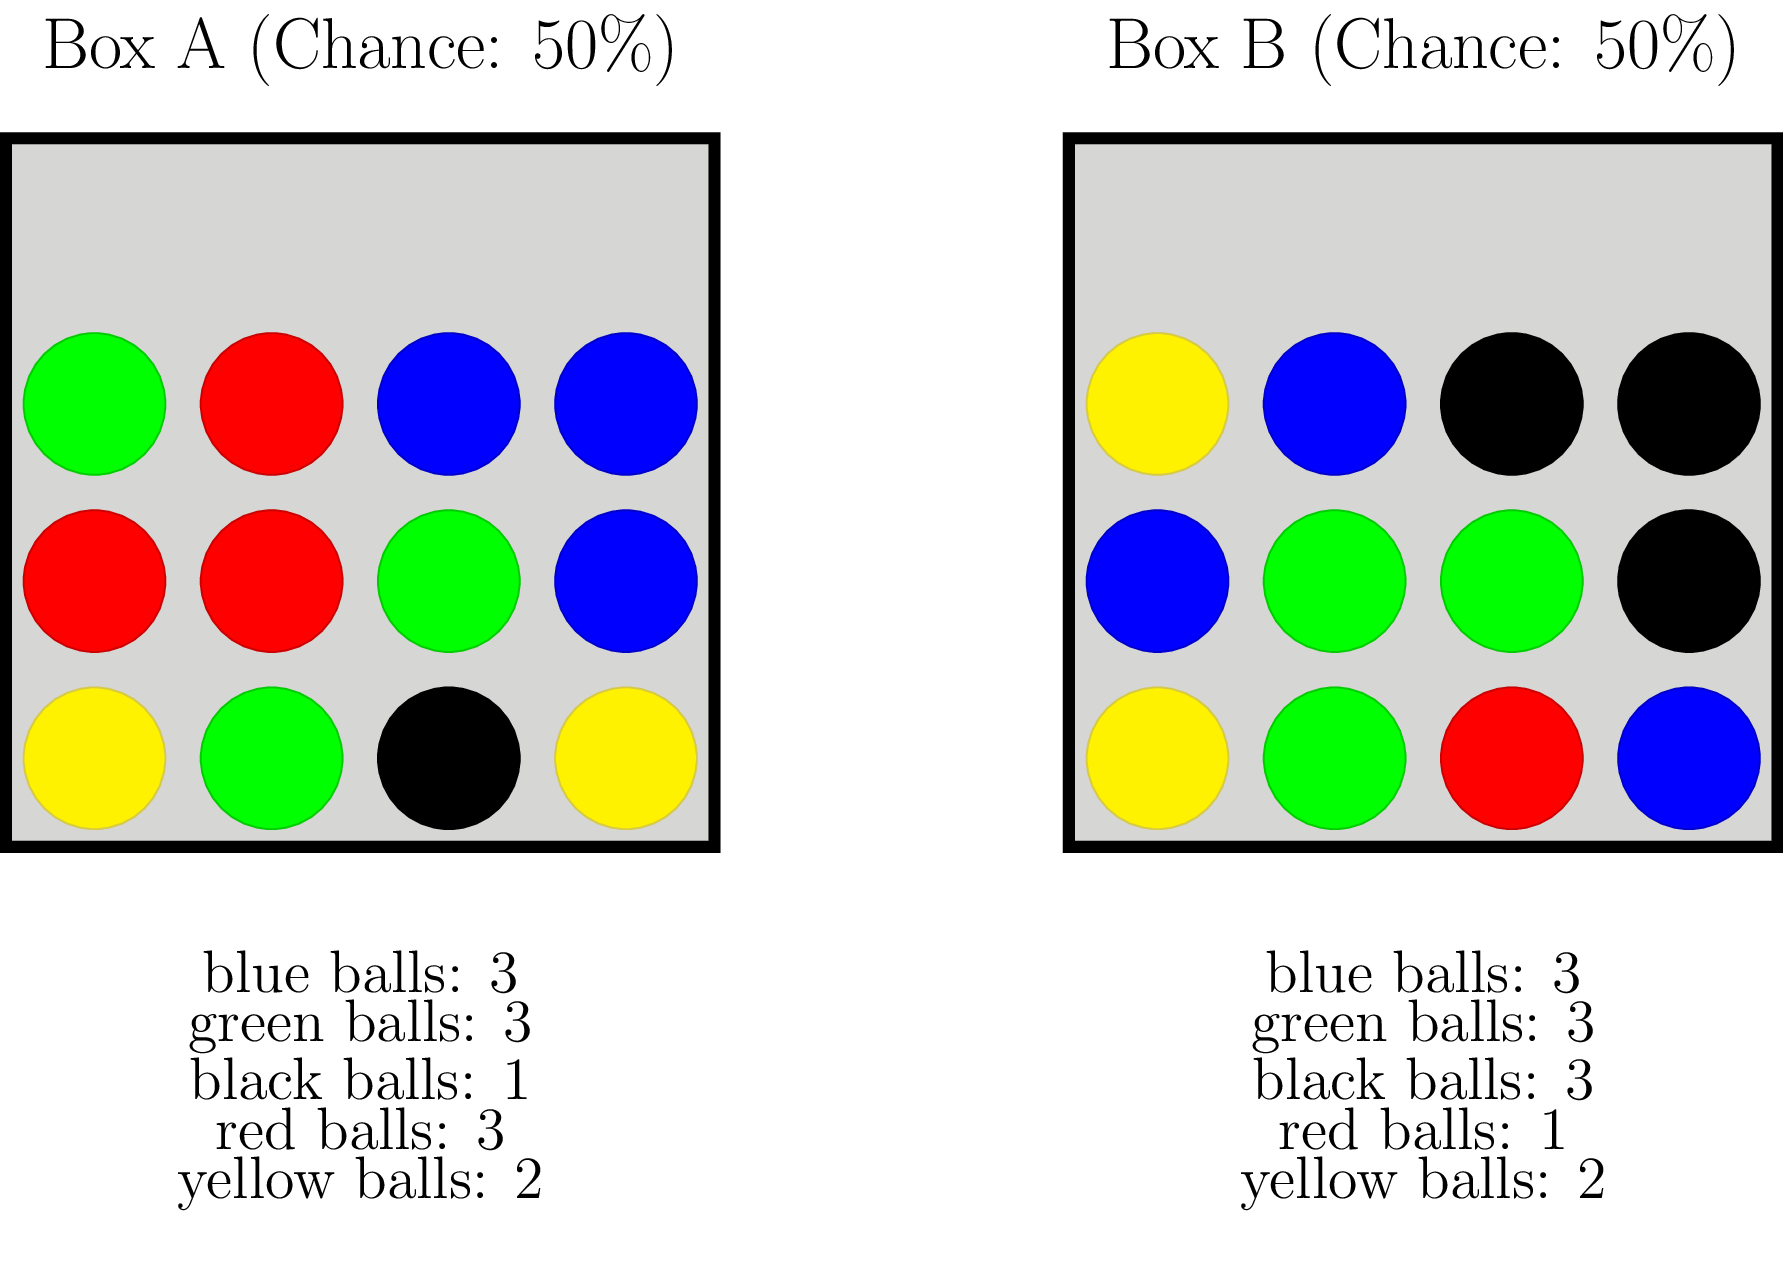 Box A (Chance: 50%)
Box B (Chance: 50%)
blue balls: 3
green balls: 3
black balls: 1
red balls: 3
yellow balls: 2
blue balls: 3
green balls: 3
black balls: 3
red balls: 1
yellow balls: 2